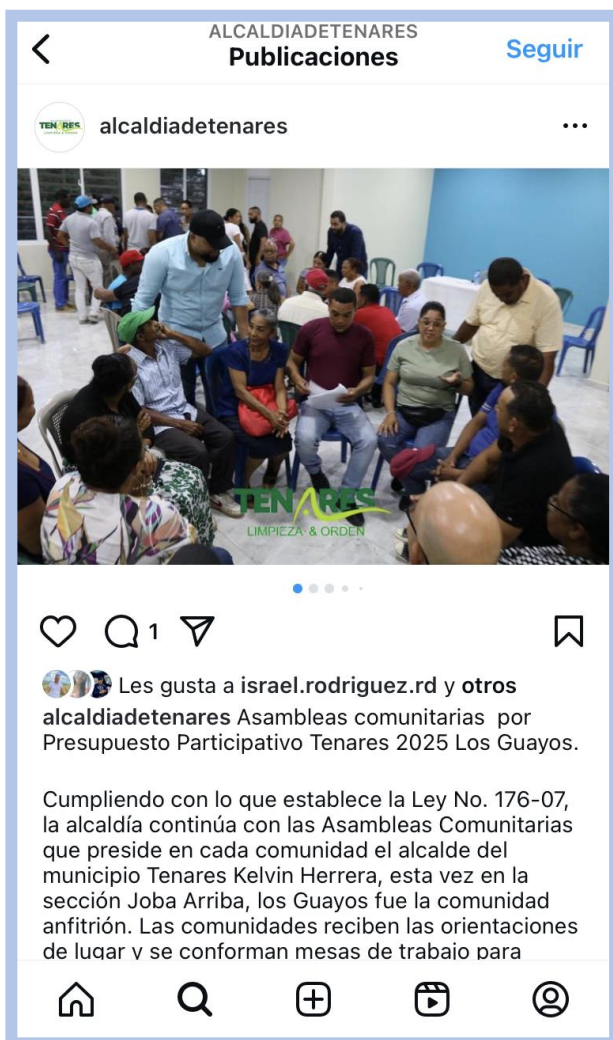 ALCALDIADETENARES
Publicaciones
Seguir
TENARES
alcaldiadetenares
TENARES
LIMPIEZA & ORDEN
1
Les gusta a israel.rodriguez.rd y otros
alcaldiadetenares Asambleas comunitarias por
Presupuesto Participativo Tenares 2025 Los Guayos.
Cumpliendo con lo que establece la Ley No. 176-07,
la alcaldía continúa con las Asambleas Comunitarias
que preside en cada comunidad el alcalde del
municipio Tenares Kelvin Herrera, esta vez en la
sección Joba Arriba, los Guayos fue la comunidad
anfitrión. Las comunidades reciben las orientaciones
de lugar y se conforman mesas de trabajo para